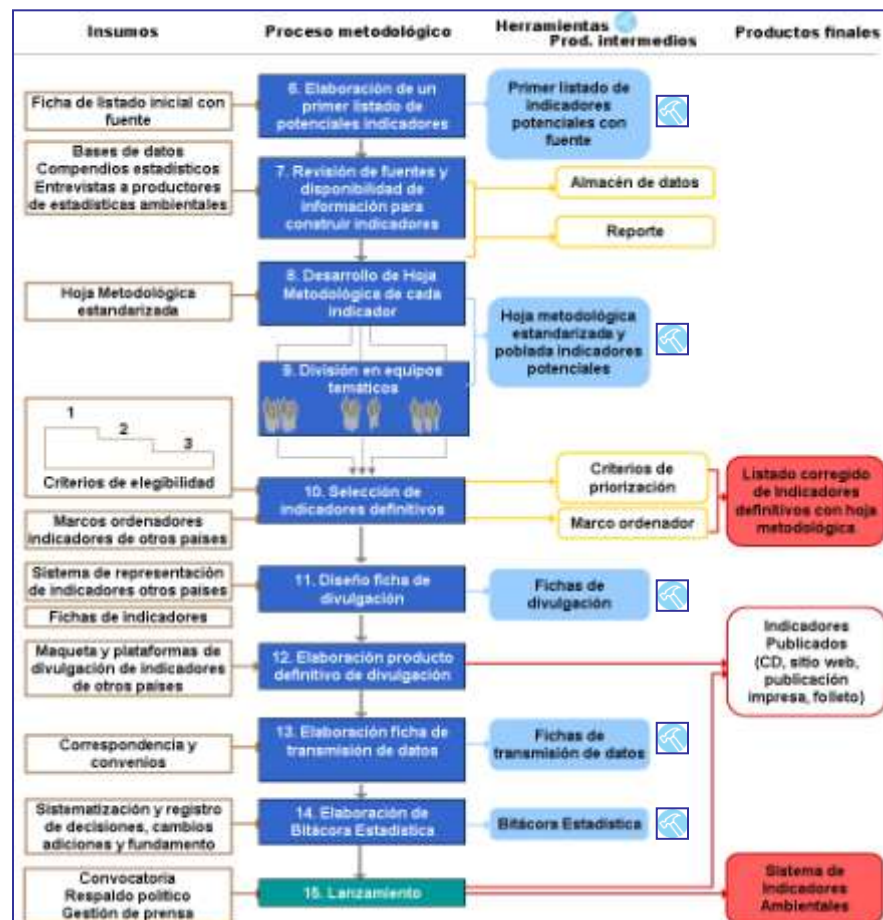 Insumos
Proceso metodológico
Herramientas
Prod. intermedios
Productos finales
Ficha de listado inicial con
fuente
6. Elaboración de un
primer listado de
potenciales indicadores
Primer listado de
indicadores
potenciales con
fuente
Bases de datos
Compendios estadísticos
Entrevistas a productores
de estadísticas ambientales
7. Revisión de fuentes y
disponibilidad de
información para
construir indicadores
Almacén de datos
Reporte
Hoja Metodológica
estandarizada
8. Desarrollo de Hoja
Metodológica de cada
indicador
Hoja metodológica
estandarizada y
poblada indicadores
potenciales
9. División en equipos
temáticos
1
2
3
Criterios de elegibilidad
Marcos ordenadores
indicadores de otros países
10. Selección de
indicadores definitivos
Criterios de
priorización
Marco ordenador
Listado corregido
de Indicadores
definitivos con hoja
metodológica
Sistema de representación
de indicadores otros países
Fichas de indicadores
11. Diseño ficha de
divulgación
Fichas de
divulgación
Maqueta y plataformas de
divulgación de indicadores
de otros países
12. Elaboración producto
definitivo de divulgación
Indicadores
Publicados
(CD, sitio web,
publicación
impresa, folleto)
Correspondencia y
convenios
13. Elaboración ficha de
transmisión de datos
Fichas de
transmisión de datos
Sistematización y registro
de decisiones, cambios
adiciones y fundamento
14. Elaboración de
Bitácora Estadística
Bitácora Estadística
Convocatoria
Respaldo político
Gestión de prensa
15. Lanzamiento
Sistema de
Indicadores
Ambientales